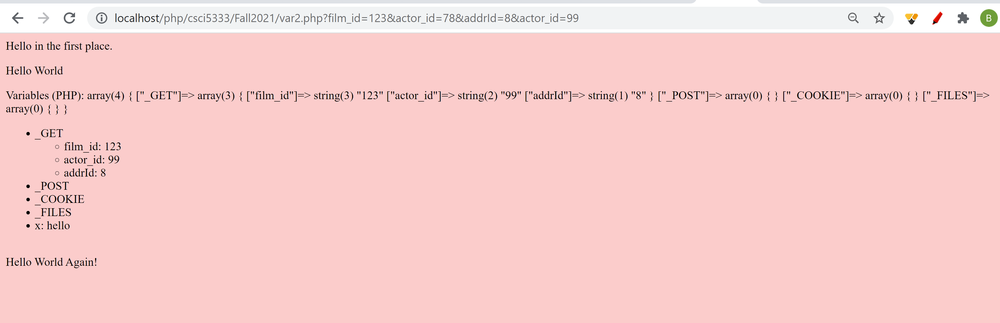 localhost/php/csci5333/Fall2021/var2.php?film_id=123&actor_id=78&addrId=8&actor_id=99
B
Hello in the first place.
Hello World
Variables (PHP): array(4) { ["_GET"]=> array(3) { ["film_id"]=> string(3) "123" ["actor_id"]=> string(2) "99" ["addrId"]=> string(1) "8" } ["_POST"]=> array(0) { } ["_COOKIE"]=> array(0) { } ["_FILES"]=>
array(0) { } }
_GET
film_id: 123
actor_id: 99
addrId: 8
_POST
_COOKIE
_FILES
x: hello
Hello World Again!